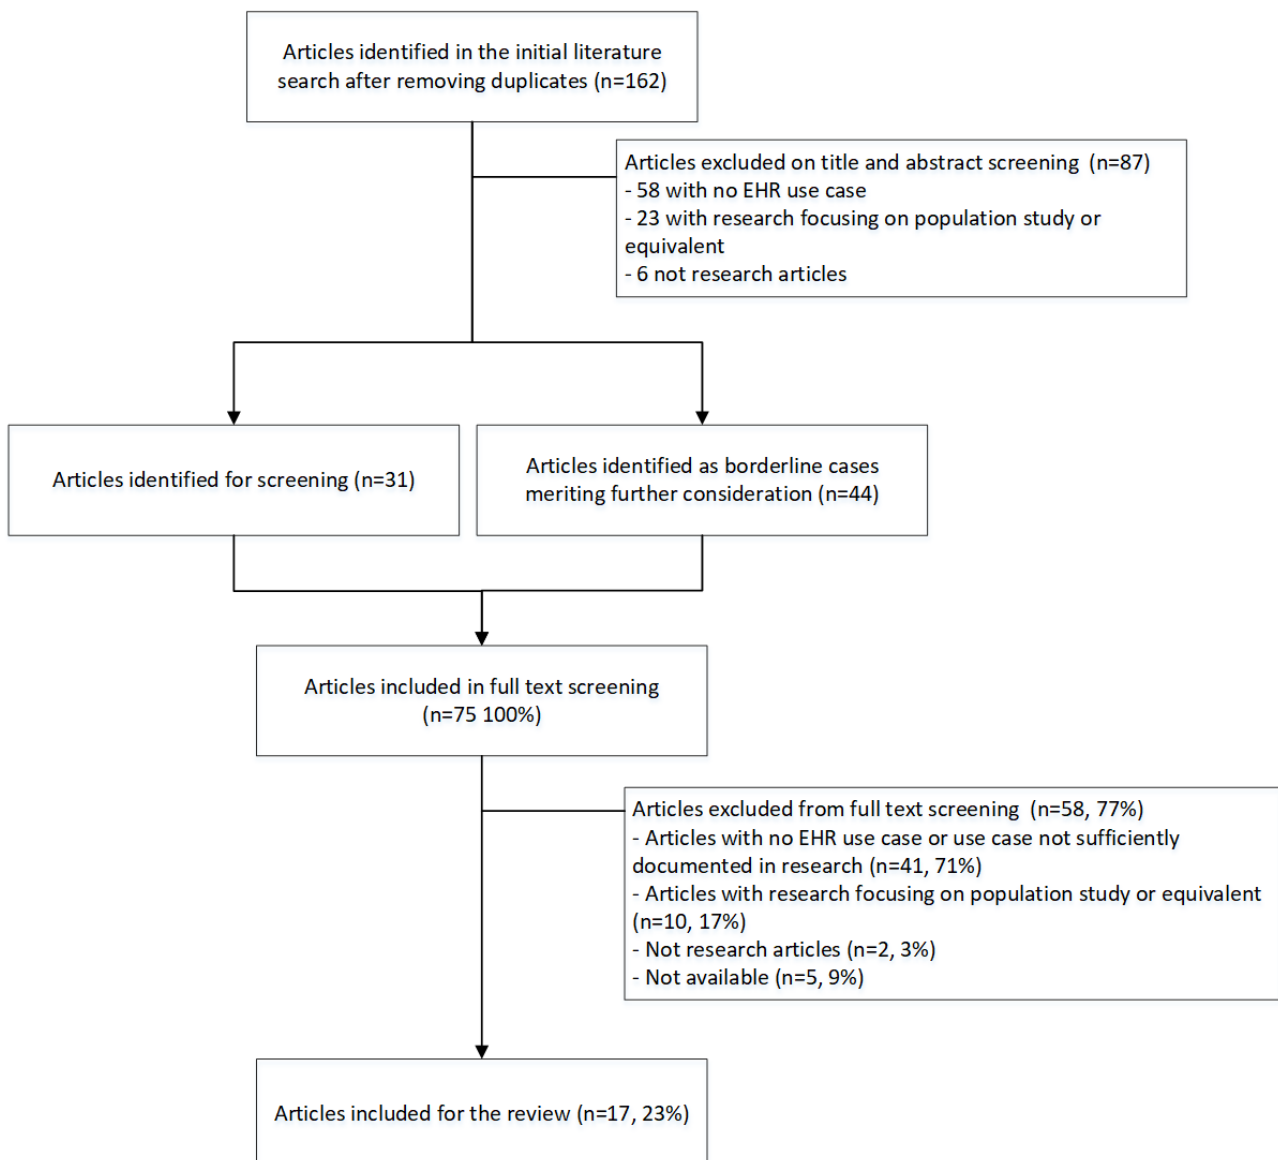 Articles identified in the initial literature
search after removing duplicates (n=162)
Articles excluded on title and abstract screening (n=87)
- 58 with no EHR use case
- 23 with research focusing on population study or
equivalent
- 6 not research articles
Articles identified for screening (n=31)
Articles identified as borderline cases
meriting further consideration (n=44)
Articles included in full text screening
(n=75 100%)
Articles excluded from full text screening (n=58, 77%)
- Articles with no EHR use case or use case not sufficiently
documented in research (n=41, 71%)
- Articles with research focusing on population study or equivalent
(n=10, 17%)
- Not research articles (n=2, 3%)
- Not available (n=5, 9%)
Articles included for the review (n=17, 23%)